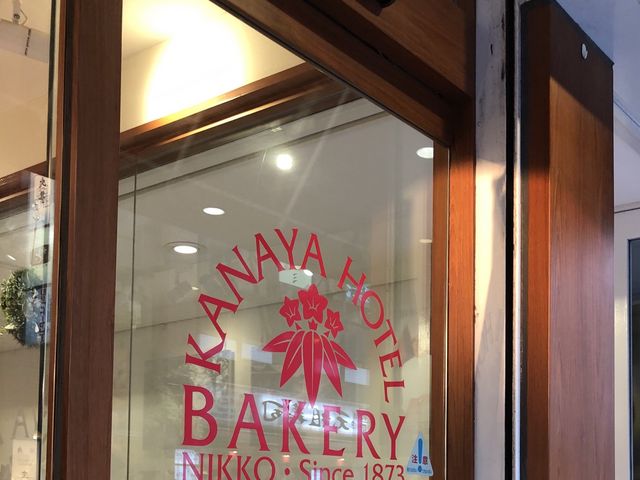 KANAYA HOTEL
BAKERY
NIKKO・Since 1873
注意